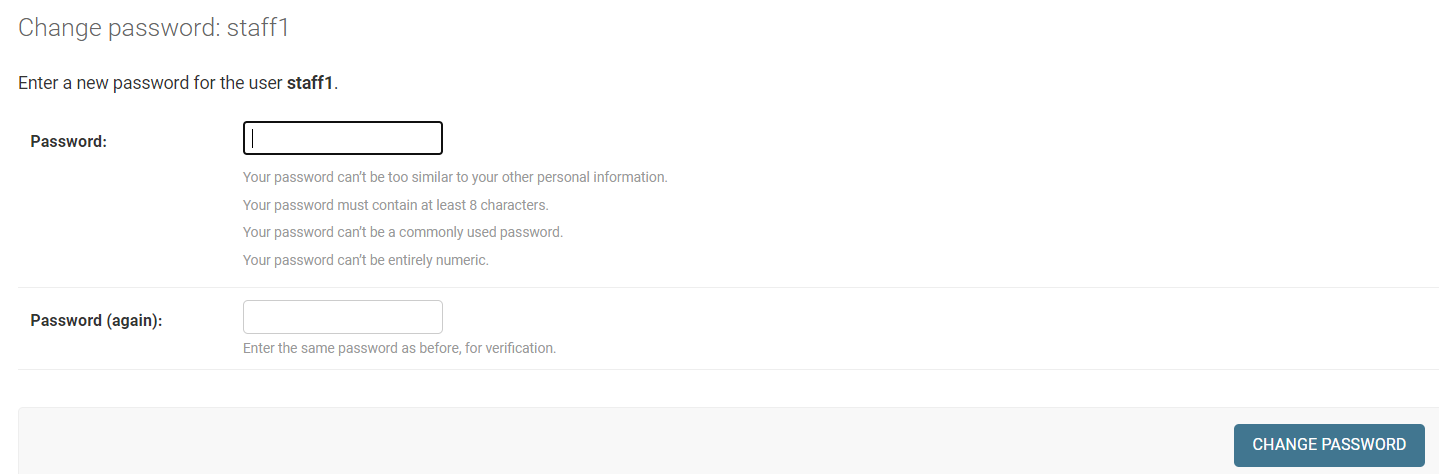 Change password: staff1
Enter a new password for the user staff1.
Password:
Your password can’t be too similar to your other personal information.
Your password must contain at least 8 characters.
Your password can’t be a commonly used password.
Your password can’t be entirely numeric.
Password (again):
Enter the same password as before, for verification.
CHANGE PASSWORD